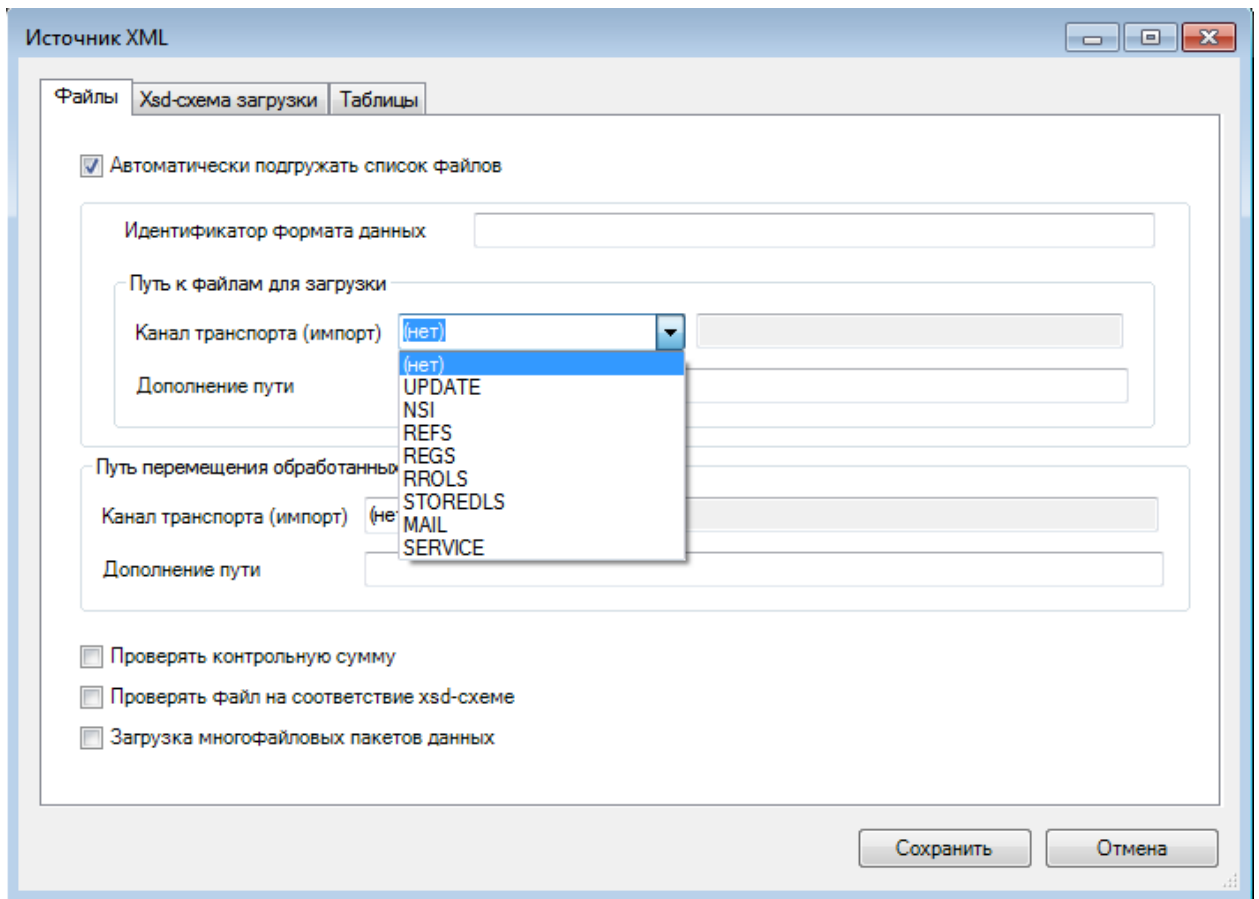 Источник XML
Файлы Xsd-схема загрузки Таблицы
Автоматически подгружать список файлов
Идентификатор формата данных
Путь к файлам для загрузки
Канал транспорта (импорт) (нет)
(нет)
Дополнение пути UPDATE
NSI
REFS
REGS
Путь перемещения обработанных
RROLS
STOREDLS
Канал транспорта (импорт) (не
MAIL
SERVICE
Дополнение пути
Проверять контрольную сумму
Проверять файл на соответствие xsd-схеме
Загрузка многофайловых пакетов данных
Сохранить Отмена